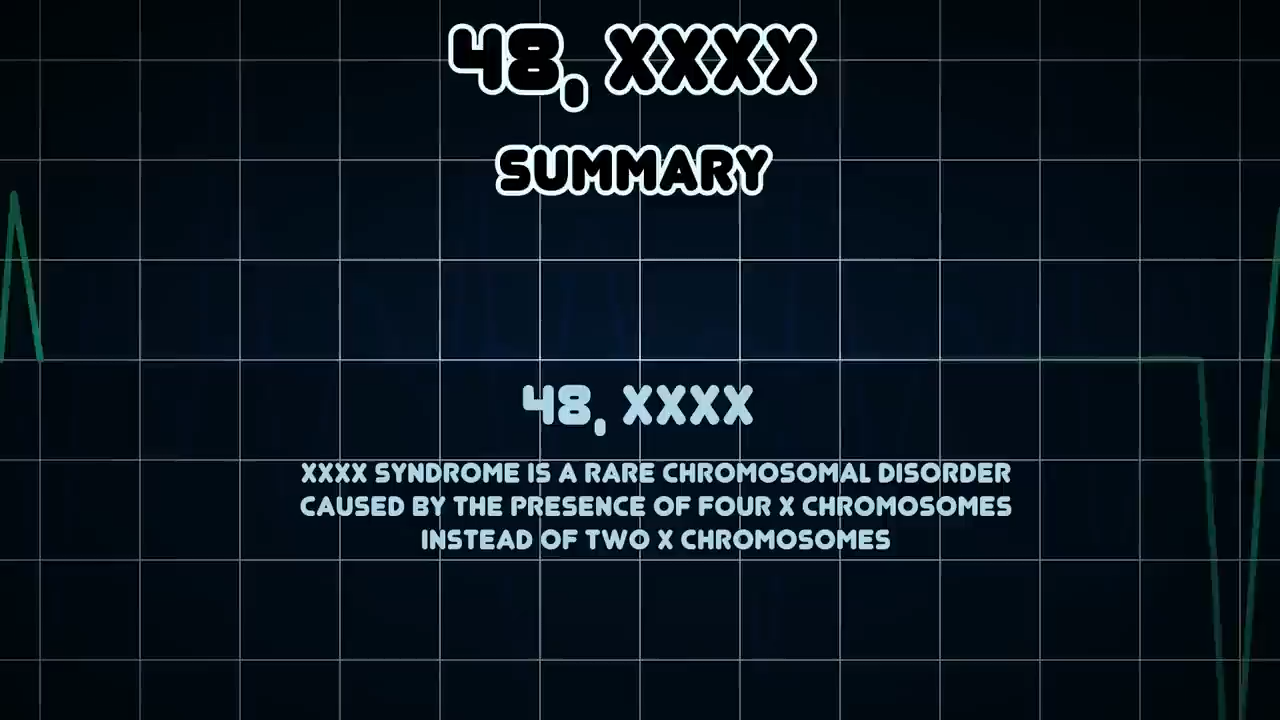 48, XXXX
SUMMARY
48, XXXX
XXXX SYNDROME IS A RARE CHROMOSOMAL DISORDER
CAUSED BY THE PRESENCE OF FOUR X CHROMOSOMES
INSTEAD OF TWO X CHROMOSOMES